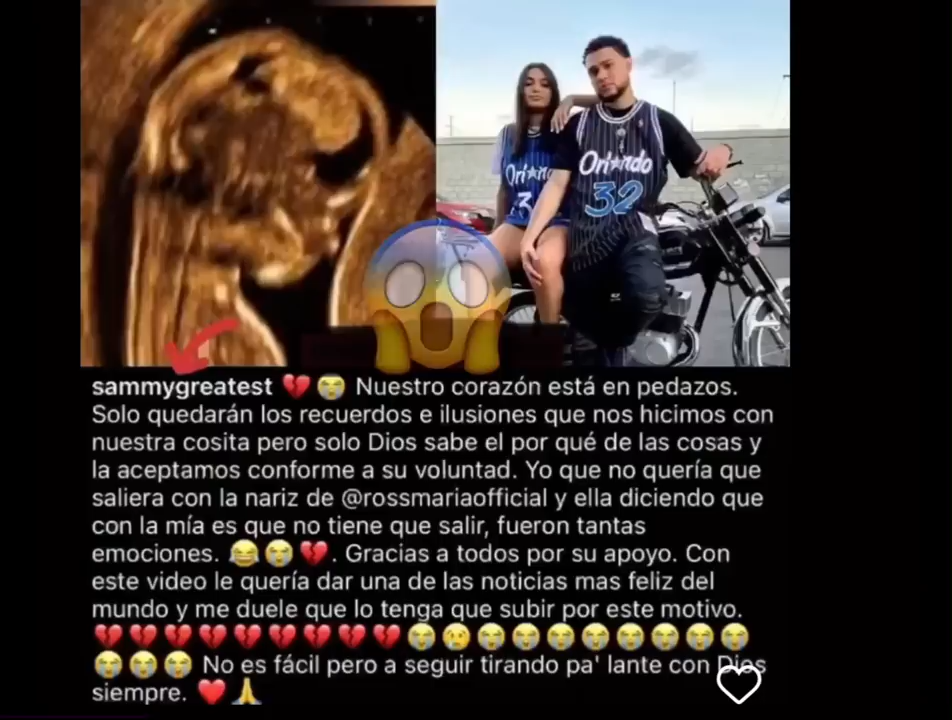 Orlando
32
sammygreatest 💔😭 Nuestro corazón está en pedazos.
Solo quedarán los recuerdos e ilusiones que nos hicimos con
nuestra cosita pero solo Dios sabe el por qué de las cosas y
la aceptamos conforme a su voluntad. Yo que no quería que
saliera con la nariz de @rossmariaofficial y ella diciendo que
con la mía es que no tiene que salir, fueron tantas
emociones. 😂😭💔. Gracias a todos por su apoyo. Con
este video le quería dar una de las noticias mas feliz del
mundo y me duele que lo tenga que subir por este motivo.
💔💔💔💔💔💔💔💔💔😭😢😭😭😭😭😭😭😭😭
😭😭😭 No es fácil pero a seguir tirando pa' lante con Dios
siempre. ❤️🙏